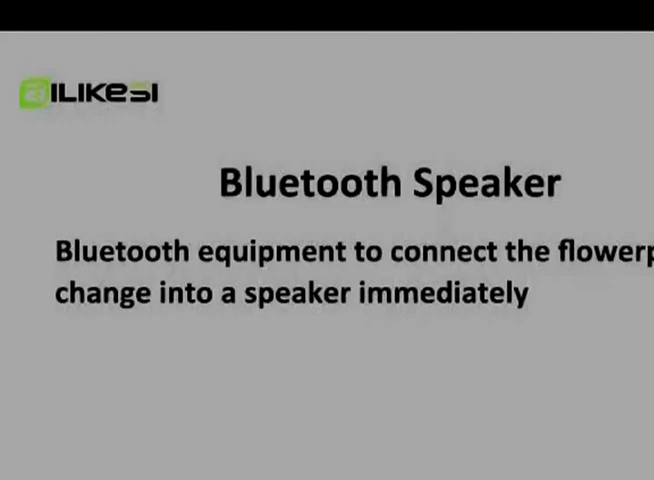 ILIKESI
Bluetooth Speaker
Bluetooth equipment to connect the flowerp
change into a speaker immediately